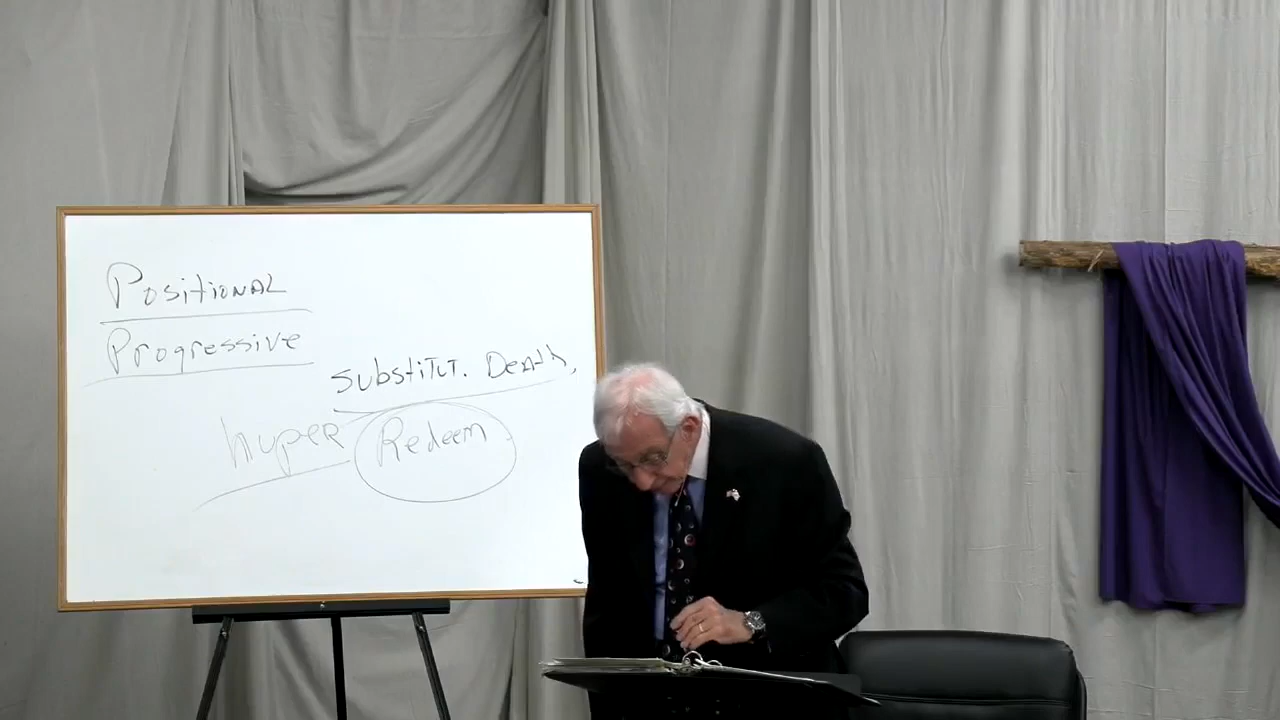 Positional
Progressive
Substitut. Death,
huper Redeem